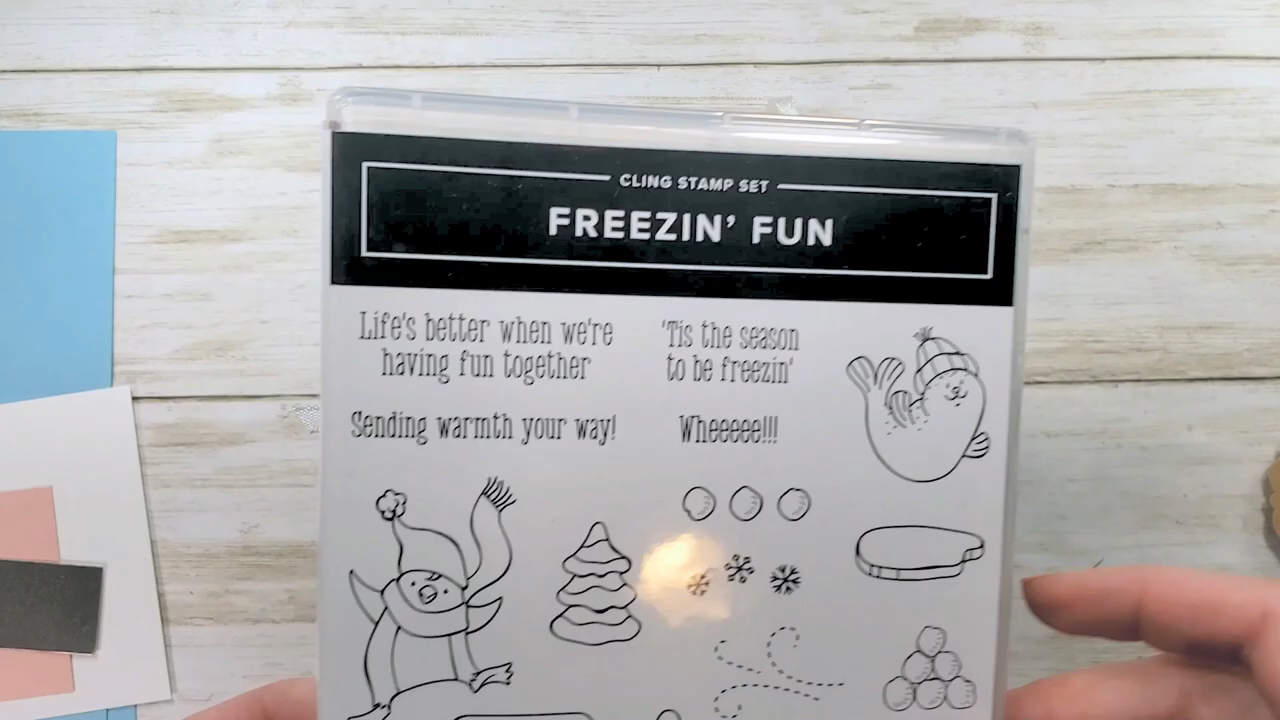 CLING STAMP SET
FREEZIN' FUN
Life's better when we're
having fun together
'Tis the season
to be freezin'
Sending warmth your way!
Wheeeee!!!